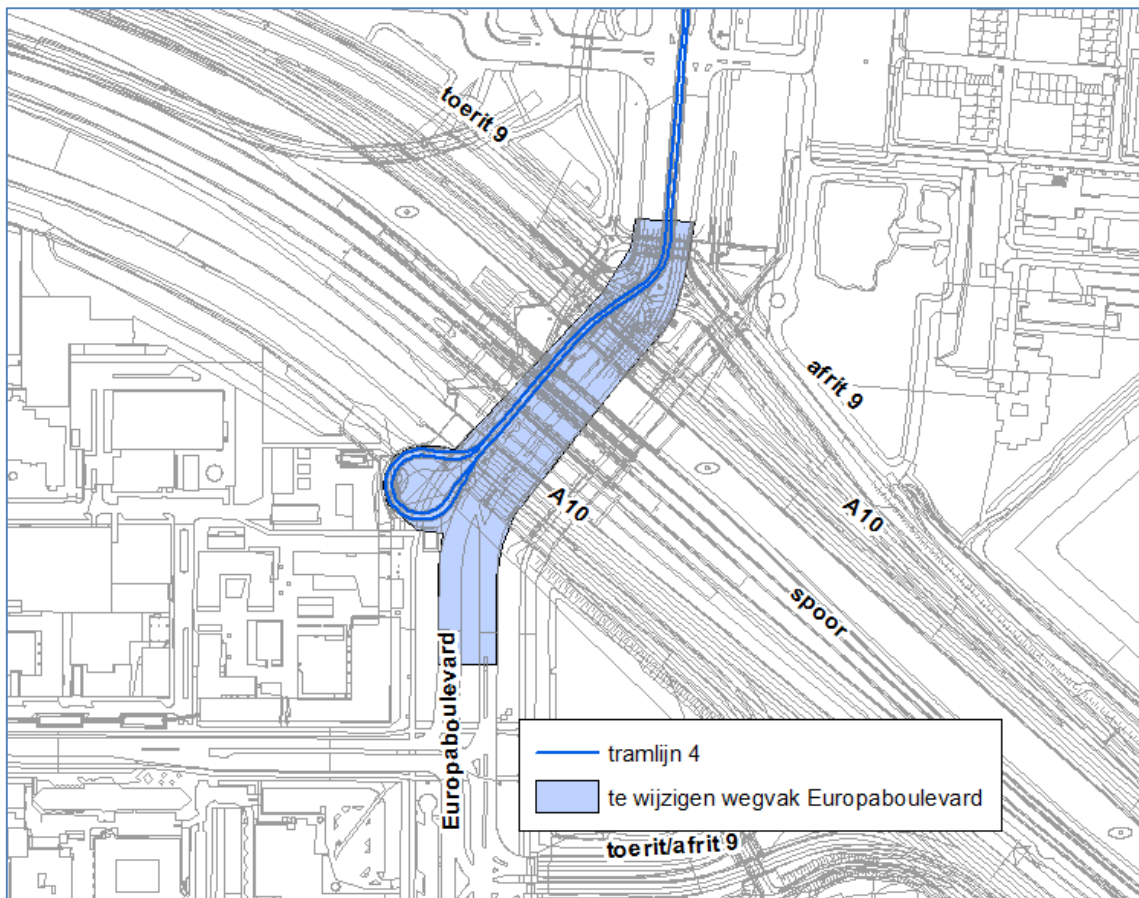 toerit 9
afrit 9
A10
A10
spoor
Europaboulevard
tramlijn 4
te wijzigen wegvak Europaboulevard
toerit/afrit 9